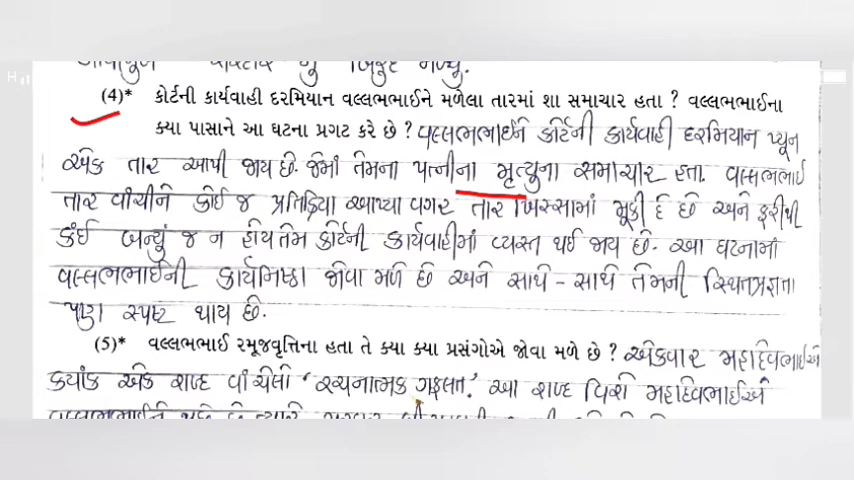 (4)* કોર્ટની કાર્યવાહી દરમિયાન વલ્લભભાઈને મળેલા તારમાં શા સમાચાર હતા ? વલ્લભભાઈના
ક્યા પાસાને આ ઘટના પ્રગટ કરે છે ? વલ્લભભાઈને કોર્ટની કાર્યવાહી દરમિયાન પ્યૂન
એક તાર આપી જાય છે. જેમાં તેમના પત્નીના મૃત્યુના સમાચાર હતા. વલ્લભભાઈ
તાર વાંચીને કોઈ જ પ્રતિક્રિયા આપ્યા વગર તાર ખિસ્સામાં મૂકી દે છે અને ફરીથી
કંઈ બન્યું જ ન હોય તેમ કોર્ટની કાર્યવાહીમાં વ્યસ્ત થઈ જાય છે. આ ઘટનામાં
વલ્લભભાઈની કાર્યનિષ્ઠા જોવા મળે છે અને સાથે - સાથે તેમની સ્થિતપ્રજ્ઞતા
પણ સ્પષ્ટ થાય છે.
(5)* વલ્લભભાઈ રમૂજવૃત્તિના હતા તે ક્યા ક્યા પ્રસંગોએ જોવા મળે છે ? એકવાર મહાદેવભાઈએ
ક્યાંક એક શબ્દ વાંચેલો ‘રચનાત્મક ગફલત.’ આ શબ્દ વિશે મહાદેવભાઈએ